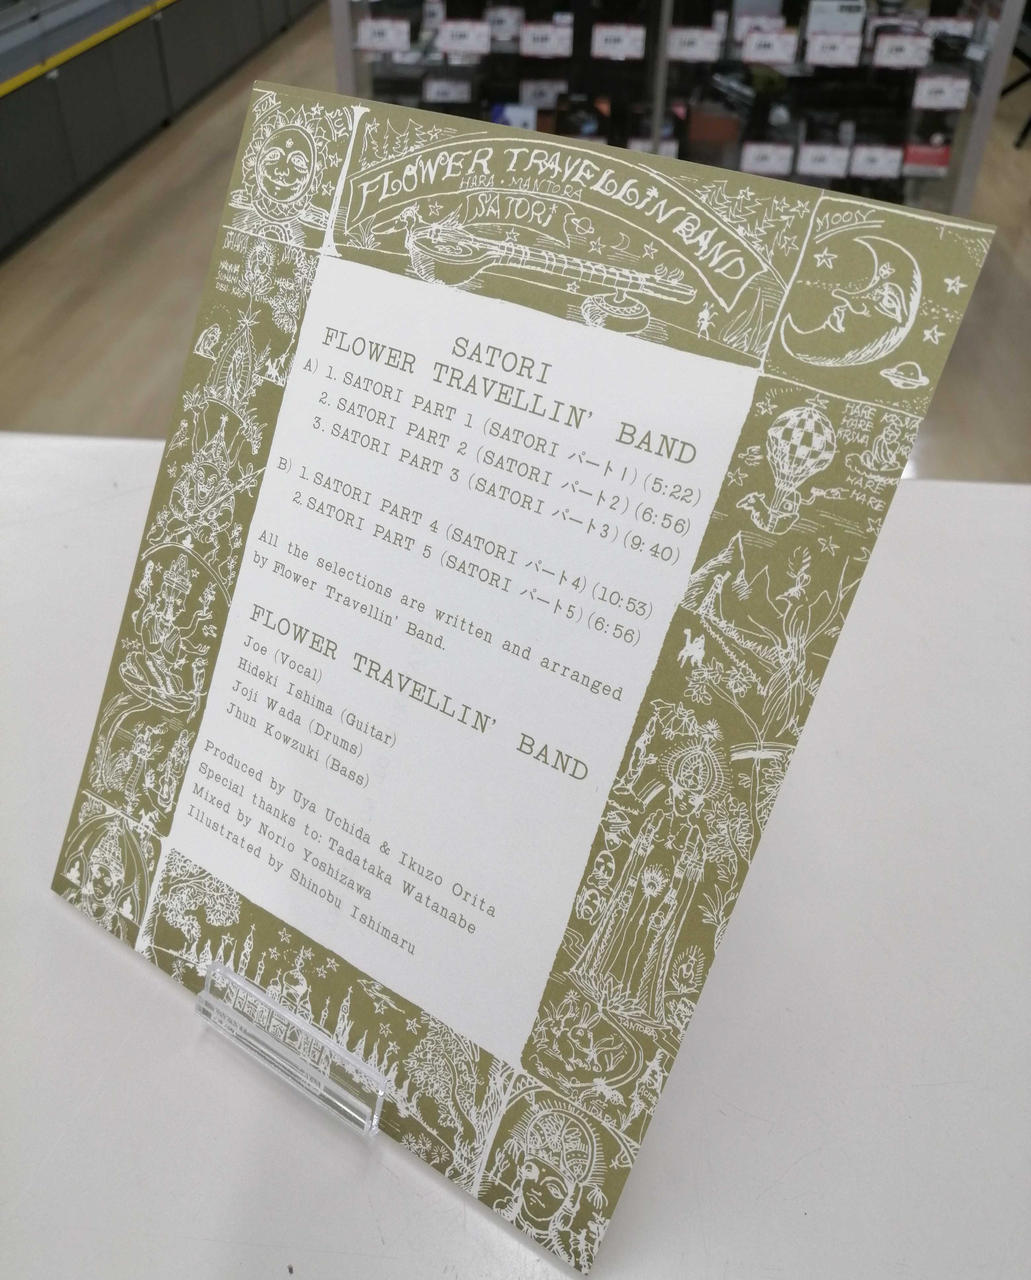 SUN
SUN
FLOWER TRAVELLIN BAND
HARA · MANTORA
SATORI
MOON
HARE
HARE
HARE
SATORI
FLOWER TRAVELLIN' BAND
A) 1. SATORI PART 1 (SATORI パート1) (5:22)
2. SATORI PART 2 (SATORI パート2) (6:56)
3. SATORI PART 3 (SATORI パート3) (9:40)
B) 1. SATORI PART 4 (SATORI パート4) (10:53)
2. SATORI PART 5 (SATORI パート5) (6:56)
All the selections are written and arranged
by Flower Travellin' Band.
FLOWER TRAVELLIN' BAND
Joe (Vocal)
Hideki Ishima (Guitar)
Joji Wada (Drums)
Jhun Kowzuki (Bass)
Produced by Uya Uchida & Ikuzo Orita
Special thanks to: Tadataka Watanabe
Mixed by Norio Yoshizawa
Illustrated by Shinobu Ishimaru